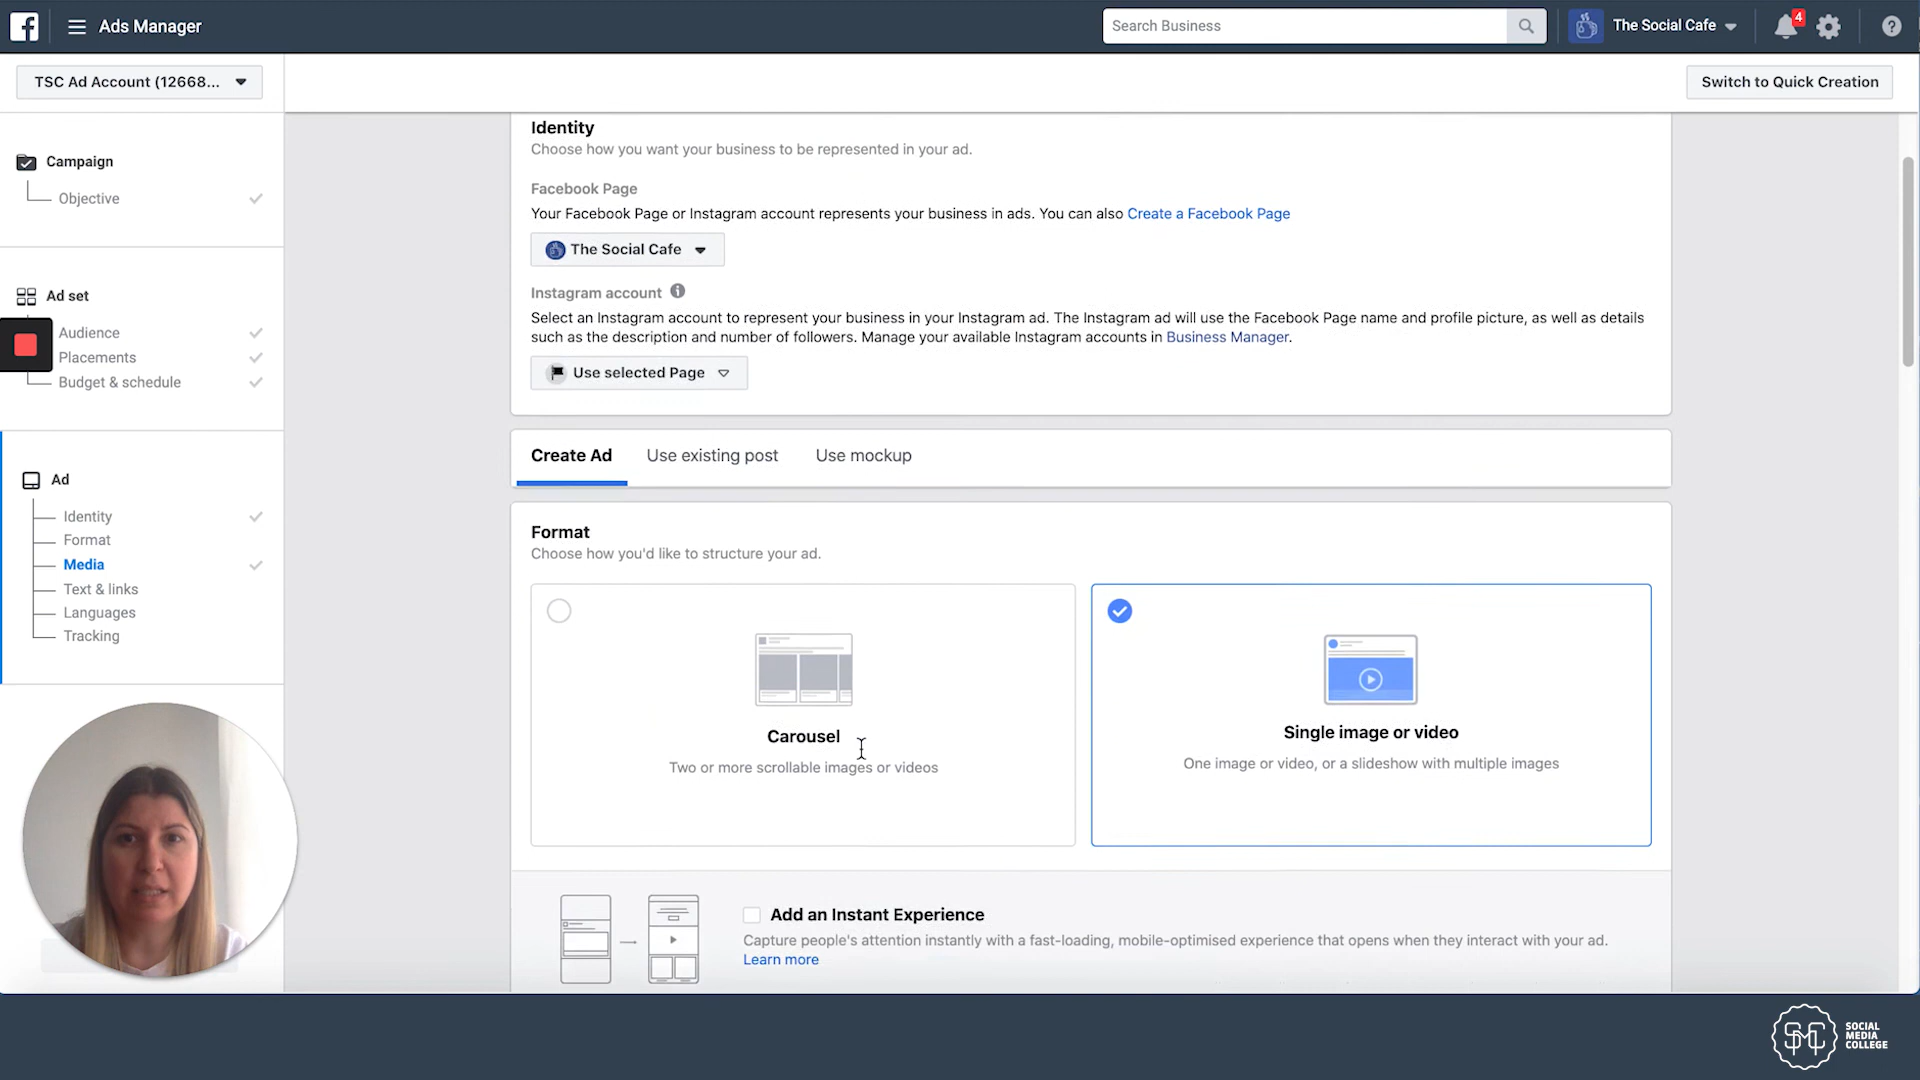 Ads Manager
Search Business
The Social Cafe
4
TSC Ad Account (12668...
Switch to Quick Creation
Campaign
Objective
Ad set
Audience
Placements
Budget & schedule
Ad
Identity
Format
Media
Text & links
Languages
Tracking
Identity
Choose how you want your business to be represented in your ad.
Facebook Page
Your Facebook Page or Instagram account represents your business in ads. You can also Create a Facebook Page
The Social Cafe
Instagram account
Select an Instagram account to represent your business in your Instagram ad. The Instagram ad will use the Facebook Page name and profile picture, as well as details
such as the description and number of followers. Manage your available Instagram accounts in Business Manager.
Use selected Page
Create Ad Use existing post Use mockup
Format
Choose how you'd like to structure your ad.
Carousel
Two or more scrollable images or videos
Single image or video
One image or video, or a slideshow with multiple images
Add an Instant Experience
Capture people's attention instantly with a fast-loading, mobile-optimised experience that opens when they interact with your ad.
Learn more
SMC
SOCIAL
MEDIA
COLLEGE